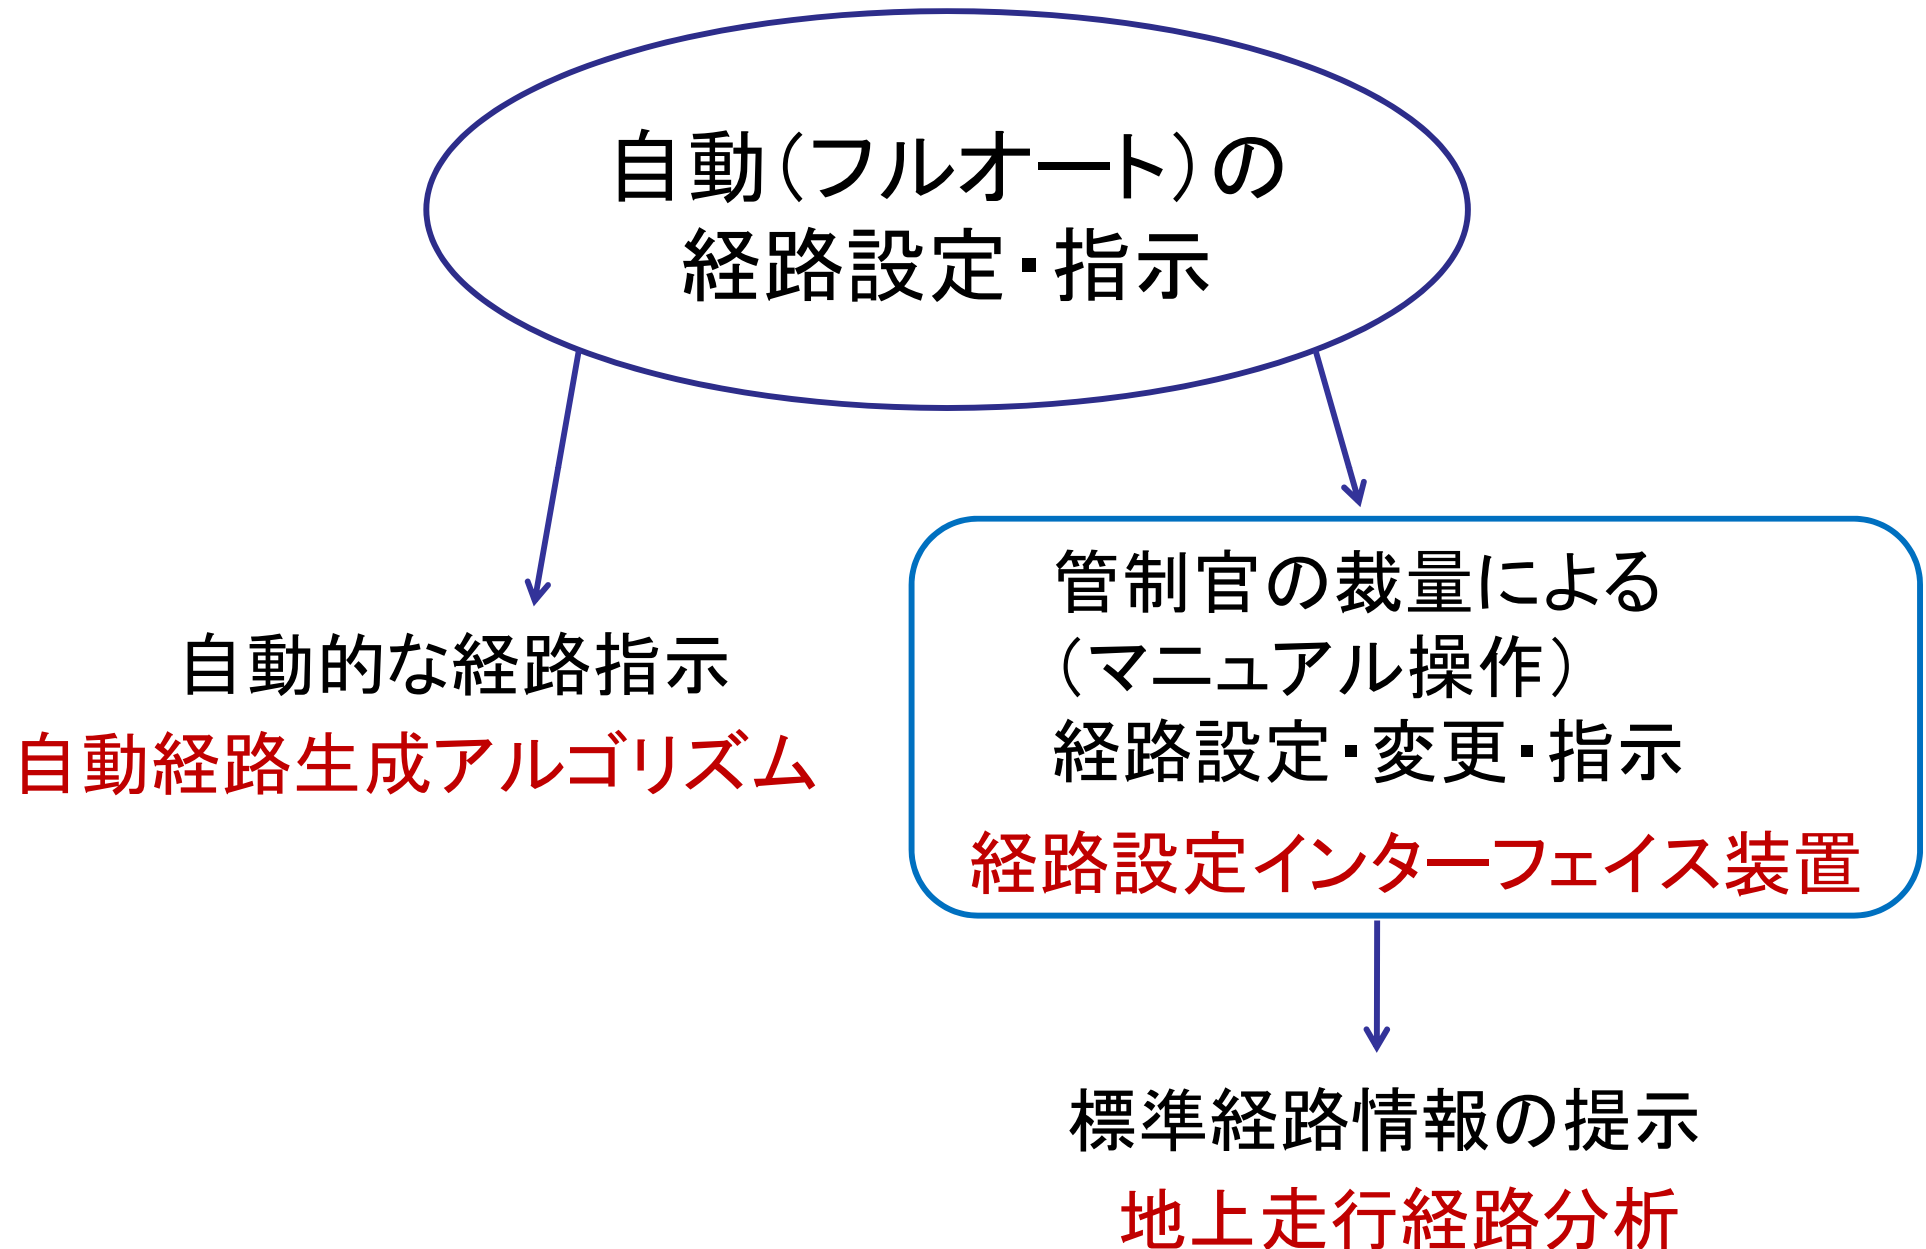 自動（フルオート）の
経路設定・指示
自動的な経路指示
自動経路生成アルゴリズム
管制官の裁量による
（マニュアル操作）
経路設定・変更・指示
経路設定インターフェイス装置
標準経路情報の提示
地上走行経路分析